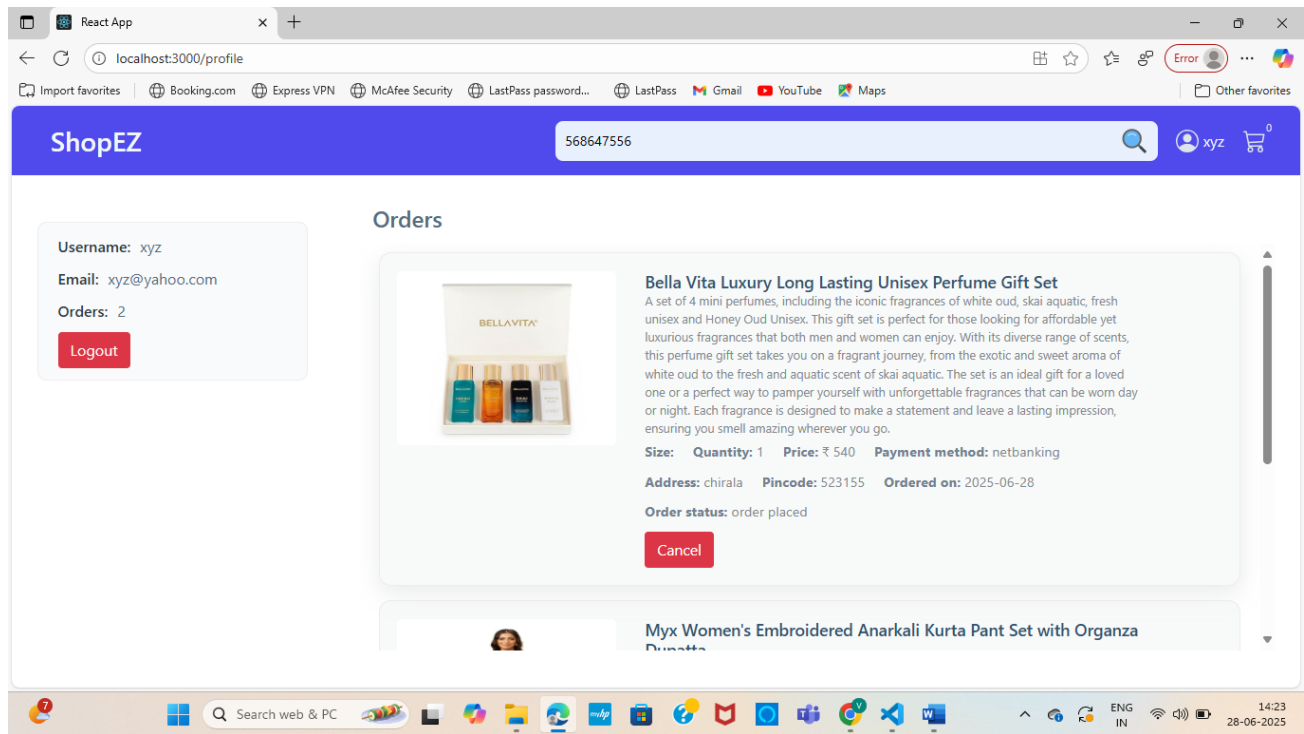 React App
localhost:3000/profile
Error
Import favorites
Booking.com
Express VPN
McAfee Security
LastPass password...
LastPass
Gmail
YouTube
Maps
Other favorites
ShopEZ
568647556
xyz
0
Orders
Username: xyz
Email: xyz@yahoo.com
Orders: 2
Logout
BELLAVITA
Bella Vita Luxury Long Lasting Unisex Perfume Gift Set
A set of 4 mini perfumes, including the iconic fragrances of white oud, skai aquatic, fresh
unisex and Honey Oud Unisex. This gift set is perfect for those looking for affordable yet
luxurious fragrances that both men and women can enjoy. With its diverse range of scents,
this perfume gift set takes you on a fragrant journey, from the exotic and sweet aroma of
white oud to the fresh and aquatic scent of skai aquatic. The set is an ideal gift for a loved
one or a perfect way to pamper yourself with unforgettable fragrances that can be worn day
or night. Each fragrance is designed to make a statement and leave a lasting impression,
ensuring you smell amazing wherever you go.
Size: Quantity: 1 Price: ₹ 540 Payment method: netbanking
Address: chirala Pincode: 523155 Ordered on: 2025-06-28
Order status: order placed
Cancel
Myx Women's Embroidered Anarkali Kurta Pant Set with Organza
Dupatta
7
Search web & PC
myhp
V
ENG
IN
14:23
28-06-2025